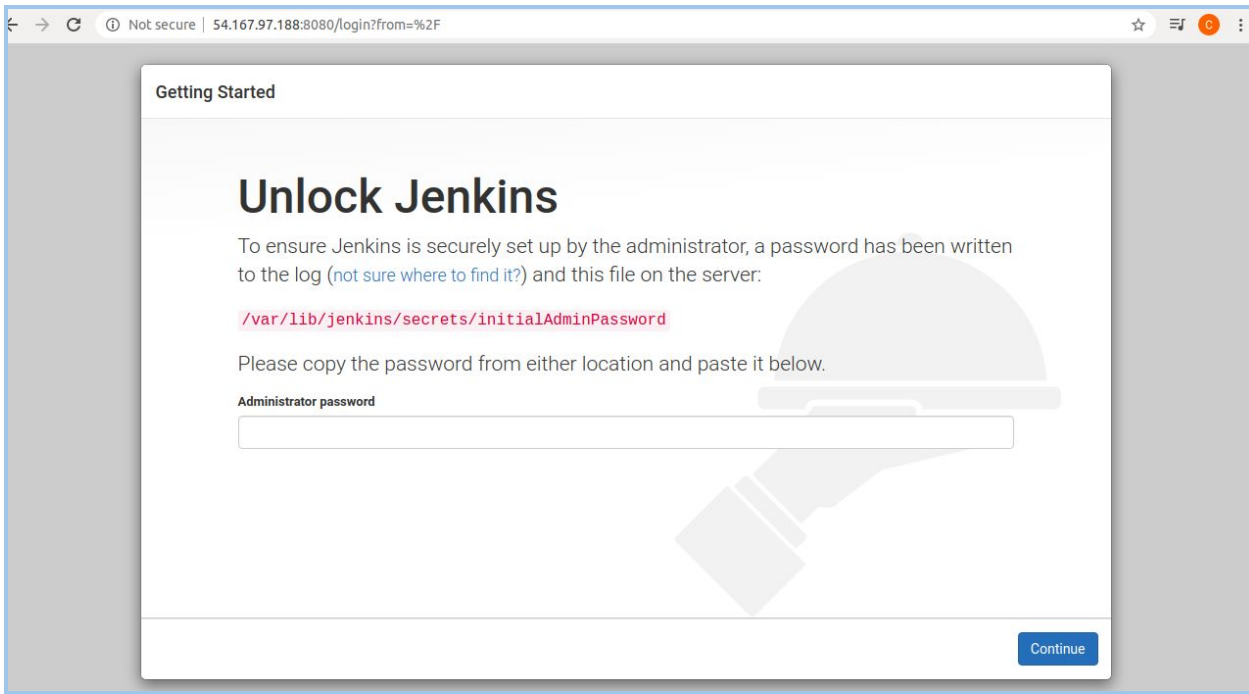 Not secure | 54.167.97.188:8080/login?from=%2F
C
Getting Started
Unlock Jenkins
To ensure Jenkins is securely set up by the administrator, a password has been written
to the log (not sure where to find it?) and this file on the server:
/var/lib/jenkins/secrets/initialAdminPassword
Please copy the password from either location and paste it below.
Administrator password
Continue